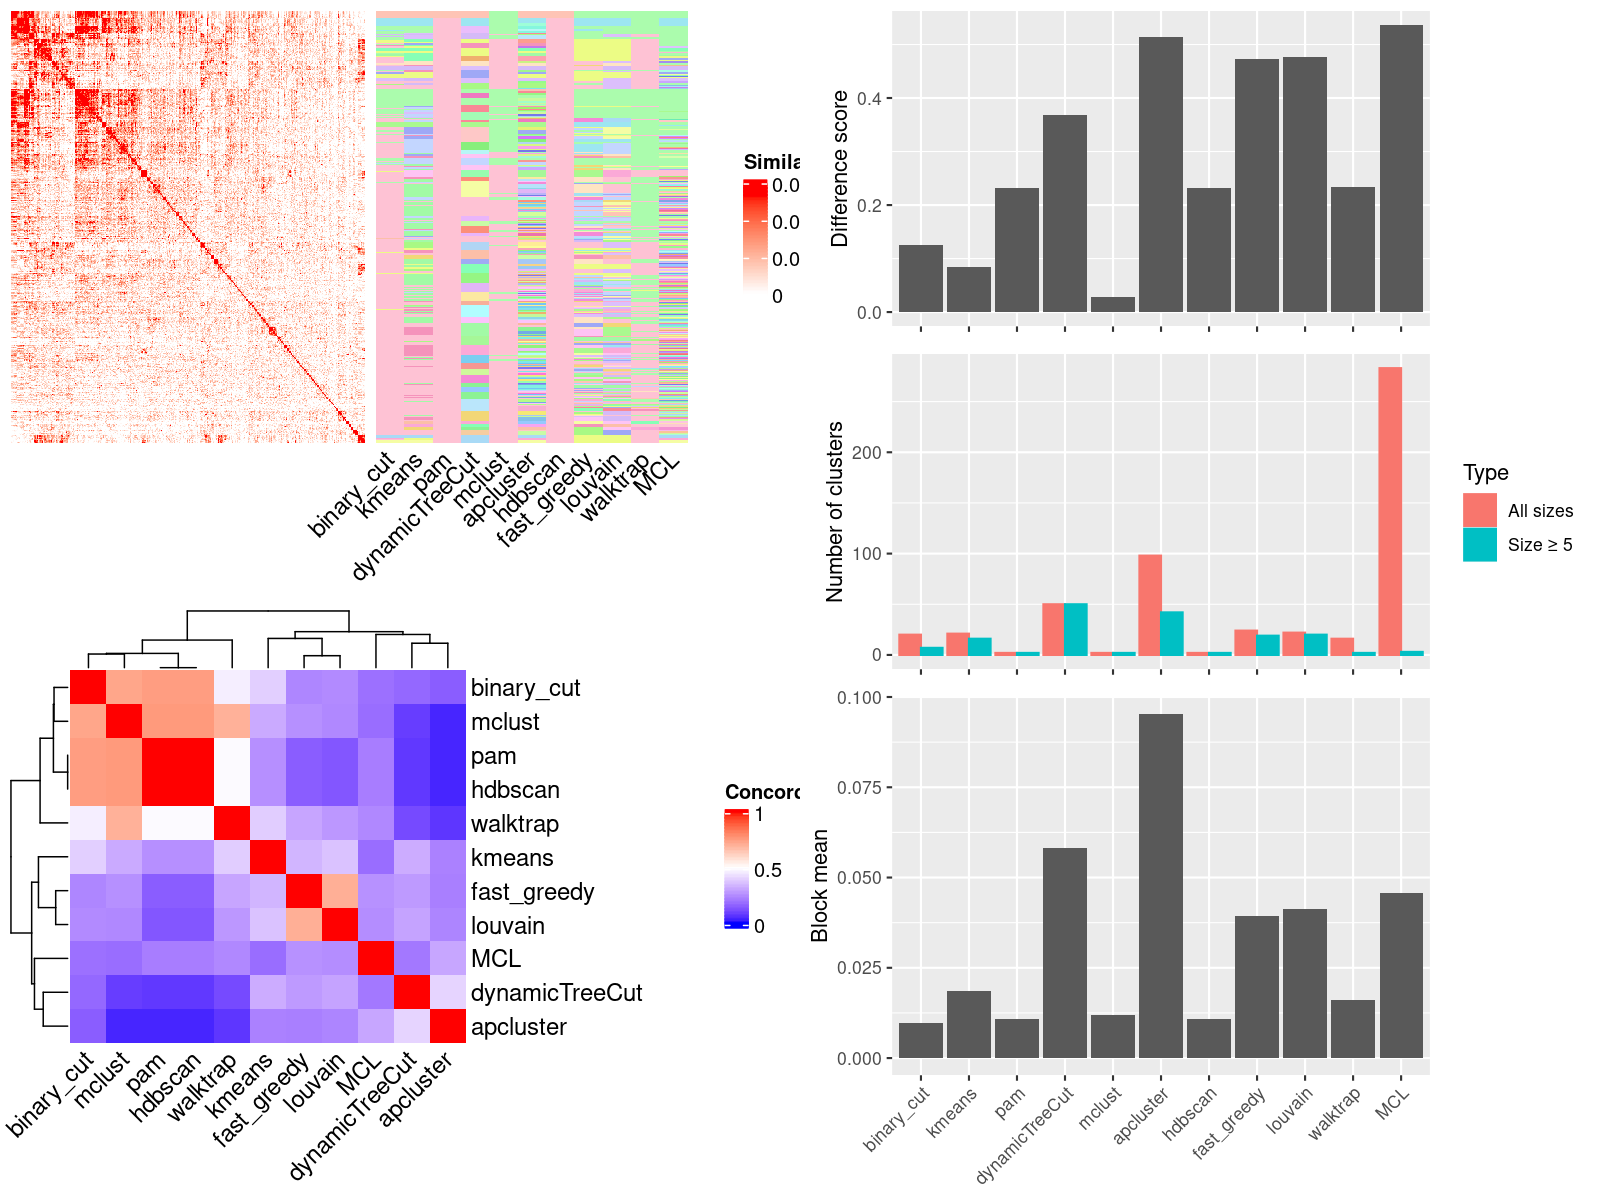 Simila
0.0
0.0
0.0
0
binary_cut
kmeans
pam
dynamicTreeCut
mclust
apcluster
hdbscan
fast_greedy
louvain
walktrap
MCL
binary_cut
mclust
pam
hdbscan
walktrap
kmeans
fast_greedy
louvain
MCL
dynamicTreeCut
apcluster
Concord
1
0.5
0
binary_cut
mclust
pam
hdbscan
walktrap
kmeans
fast_greedy
louvain
MCL
dynamicTreeCut
apcluster
Difference score
0.4
0.2
0.0
Number of clusters
200
100
0
Type
All sizes
Size ≥ 5
Block mean
0.100
0.075
0.050
0.025
0.000
binary_cut
kmeans
pam
dynamicTreeCut
mclust
apcluster
hdbscan
fast_greedy
louvain
walktrap
MCL